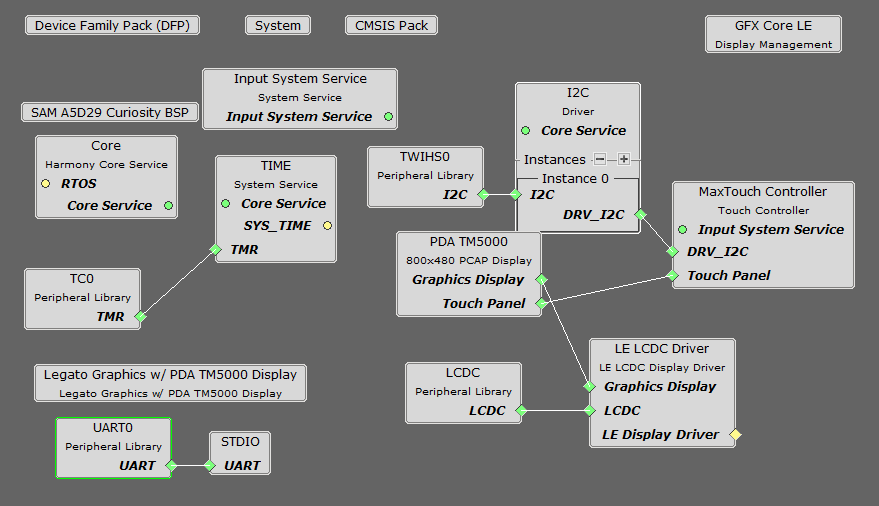 Device Family Pack (DFP)
System
CMSIS Pack
GFX Core LE
Display Management
Input System Service
System Service
Input System Service
SAM A5D29 Curiosity BSP
Core
Harmony Core Service
RTOS
Core Service
TIME
System Service
Core Service
SYS_TIME
TMR
TWIHS0
Peripheral Library
I2C
I2C
Driver
Core Service
Instances
Instance 0
I2C
DRV_I2C
MaxTouch Controller
Touch Controller
Input System Service
DRV_I2C
Touch Panel
PDA TM5000
800x480 PCAP Display
Graphics Display
Touch Panel
TC0
Peripheral Library
TMR
Legato Graphics w/ PDA TM5000 Display
Legato Graphics w/ PDA TM5000 Display
LCDC
Peripheral Library
LCDC
LE LCDC Driver
LE LCDC Display Driver
Graphics Display
LCDC
LE Display Driver
UART0
Peripheral Library
UART
STDIO
UART